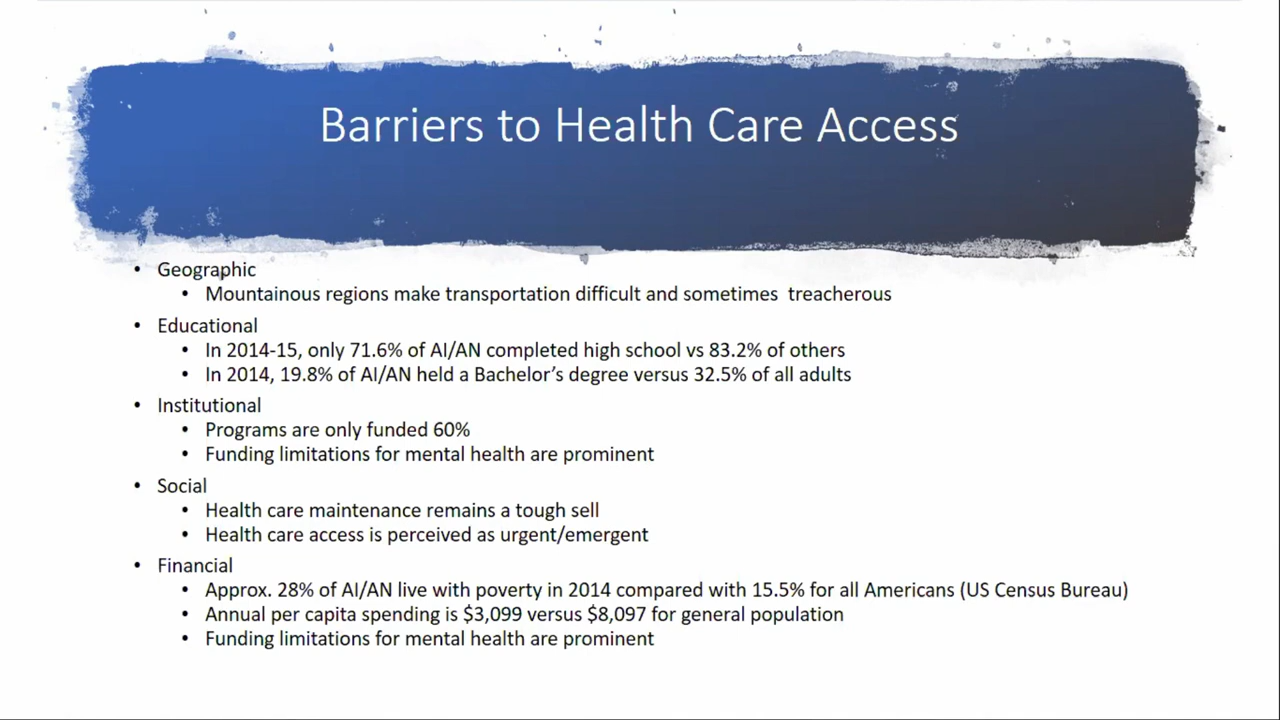 Barriers to Health Care Access
• Geographic
• Mountainous regions make transportation difficult and sometimes  treacherous
• Educational
• In 2014-15, only 71.6% of AI/AN completed high school vs 83.2% of others
• In 2014, 19.8% of AI/AN held a Bachelor’s degree versus 32.5% of all adults
• Institutional
• Programs are only funded 60%
• Funding limitations for mental health are prominent
• Social
• Health care maintenance remains a tough sell
• Health care access is perceived as urgent/emergent
• Financial
• Approx. 28% of AI/AN live with poverty in 2014 compared with 15.5% for all Americans (US Census Bureau)
• Annual per capita spending is $3,099 versus $8,097 for general population
• Funding limitations for mental health are prominent